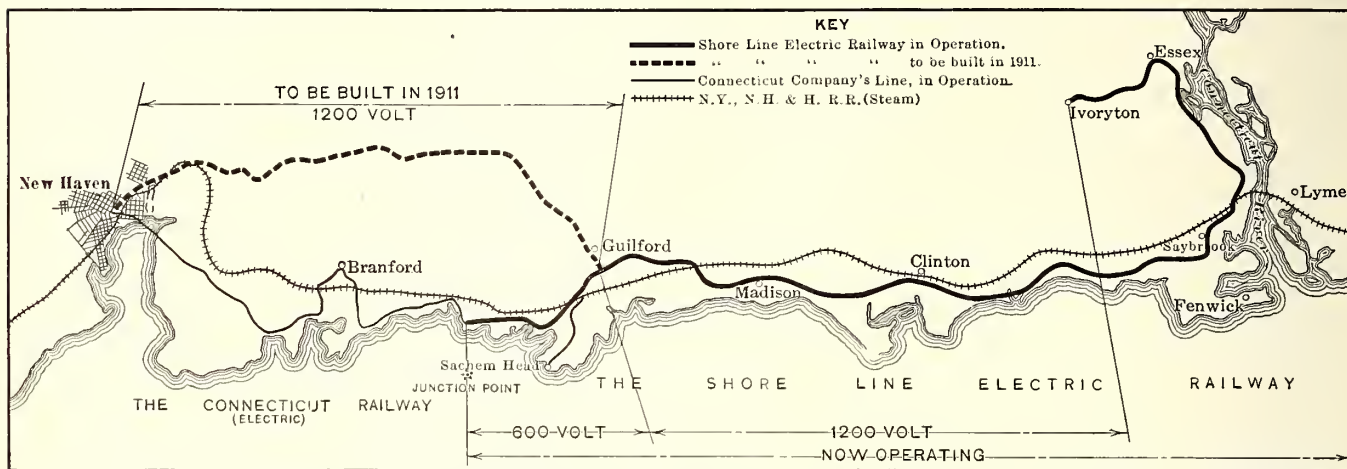 KEY
Shore Line Electric Railway in Operation.
" " " " to be built in 1911.
Connecticut Company's Line, in Operation.
N.Y., N.H. & H. R.R. (Steam)
TO BE BUILT IN 1911
1200 VOLT
Essex
Ivoryton
New Haven
Lyme
Guilford
Saybrook
Branford
Clinton
Madison
Fenwick
Sachem Head
JUNCTION POINT
THE SHORE LINE ELECTRIC RAILWAY
THE CONNECTICUT RAILWAY
(ELECTRIC)
600 VOLT
1200 VOLT
NOW OPERATING